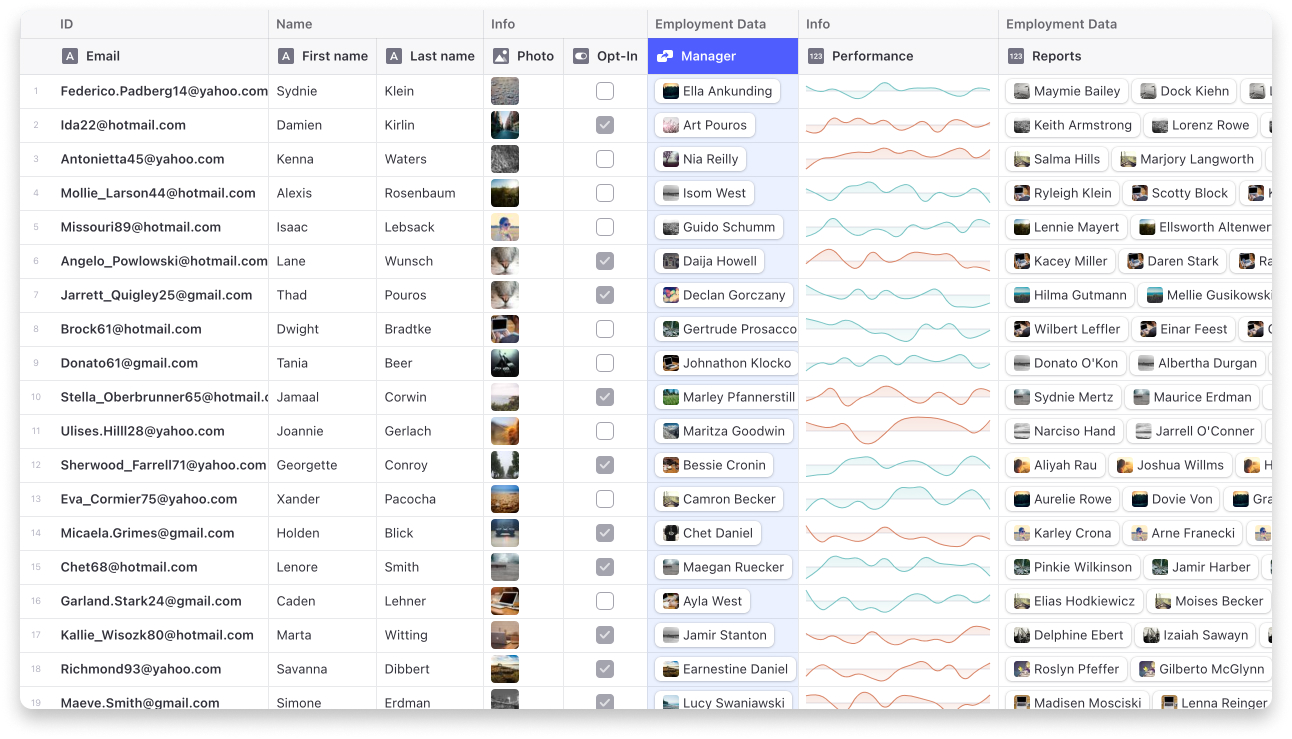 ID Name Info Employment Data Info Employment Data
A Email A First name A Last name Photo Opt-In Manager 123 Performance 123 Reports
1 Federico.Padberg14@yahoo.com Sydnie Klein Ella Ankunding Maymie Bailey Dock Kiehn
2 Ida22@hotmail.com Damien Kirlin Art Pouros Keith Armstrong Lorenz Rowe
3 Antonietta45@yahoo.com Kenna Waters Nia Reilly Salma Hills Marjory Langworth
4 Mollie_Larson44@hotmail.com Alexis Rosenbaum Isom West Ryleigh Klein Scotty Block
5 Missouri89@hotmail.com Isaac Lebsack Guido Schumm Lennie Mayert Ellsworth Altenwer
6 Angelo_Powlowski@hotmail.com Lane Wunsch Daija Howell Kacey Miller Daren Stark Ra
7 Jarrett_Quigley25@gmail.com Thad Pouros Declan Gorczany Hilma Gutmann Mellie Gusikowski
8 Brock61@hotmail.com Dwight Bradtke Gertrude Prosacco Wilbert Leffler Einar Feest
9 Donato61@gmail.com Tania Beer Johnathon Klocko Donato O'Kon Albertha Durgan
10 Stella_Oberbrunner65@hotmail.c Jamaal Corwin Marley Pfannerstill Sydnie Mertz Maurice Erdman
11 Ulises.Hilll28@yahoo.com Joannie Gerlach Maritza Goodwin Narciso Hand Jarrell O'Conner
12 Sherwood_Farrell71@yahoo.com Georgette Conroy Bessie Cronin Aliyah Rau Joshua Willms H
13 Eva_Cormier75@yahoo.com Xander Pacocha Camron Becker Aurelie Rowe Dovie Von Gra
14 Micaela.Grimes@gmail.com Holden Blick Chet Daniel Karley Crona Arne Franecki
15 Chet68@hotmail.com Lenore Smith Maegan Ruecker Pinkie Wilkinson Jamir Harber
16 Garland.Stark24@gmail.com Caden Lehner Ayla West Elias Hodkiewicz Moises Becker
17 Kallie_Wisozk80@hotmail.com Marta Witting Jamir Stanton Delphine Ebert Izaiah Sawayn
18 Richmond93@yahoo.com Savanna Dibbert Earnestine Daniel Roslyn Pfeffer Gilberto McGlynn
19 Maeve.Smith@gmail.com Simone Erdman Lucy Swaniawski Madisen Mosciski Lenna Reinger